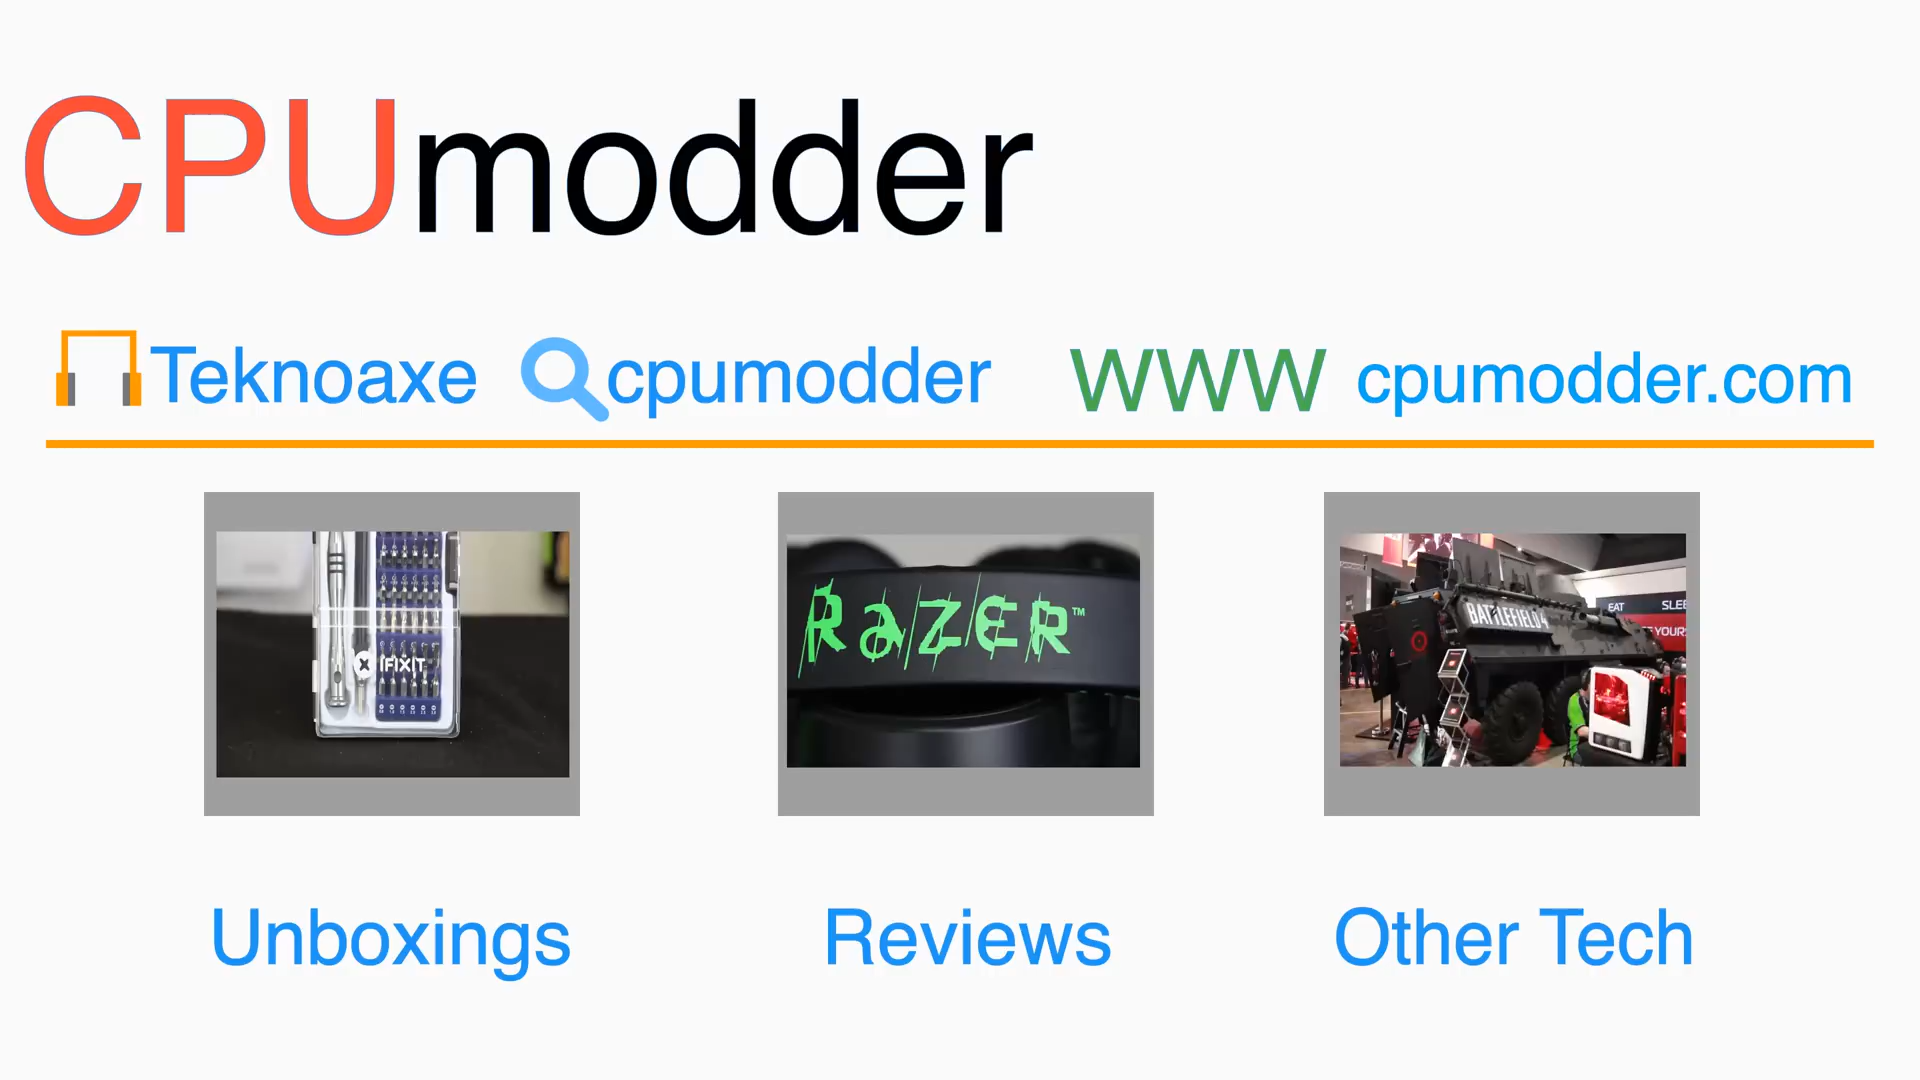 CPUmodder
Teknoaxe cpumodder WWW cpumodder.com
IFIXIT
RAZER™
BATTLEFIELD 4
EAT SLEE
YOUR
Unboxings Reviews Other Tech